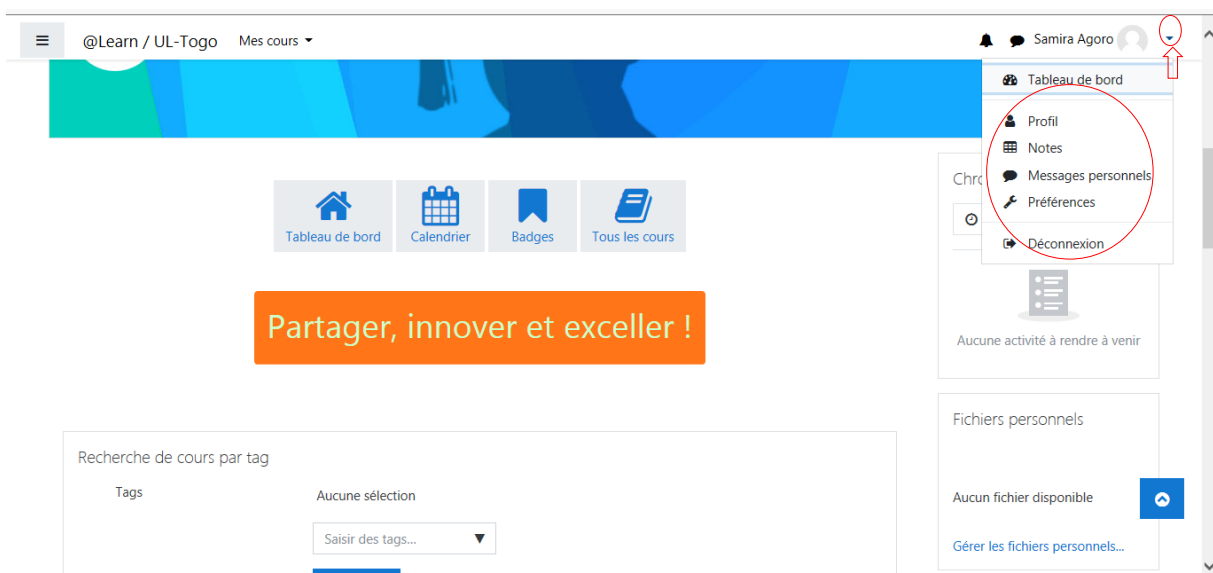 @Learn / UL-Togo Mes cours
Samira Agoro
Tableau de bord
Profil
Notes
Messages personnels
Préférences
Déconnexion
Tableau de bord
Calendrier
Badges
Tous les cours
Partager, innover et exceller !
Chro
Aucune activité à rendre à venir
Fichiers personnels
Aucun fichier disponible
Gérer les fichiers personnels...
Recherche de cours par tag
Tags
Aucune sélection
Saisir des tags...